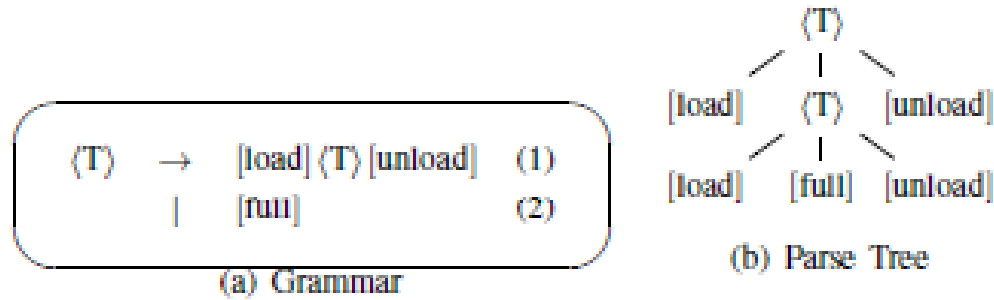 ⟨T⟩ → [load] ⟨T⟩ [unload] (1)
| [full] (2)
(a) Grammar
⟨T⟩
[load] ⟨T⟩ [unload]
[load] [full] [unload]
(b) Parse Tree